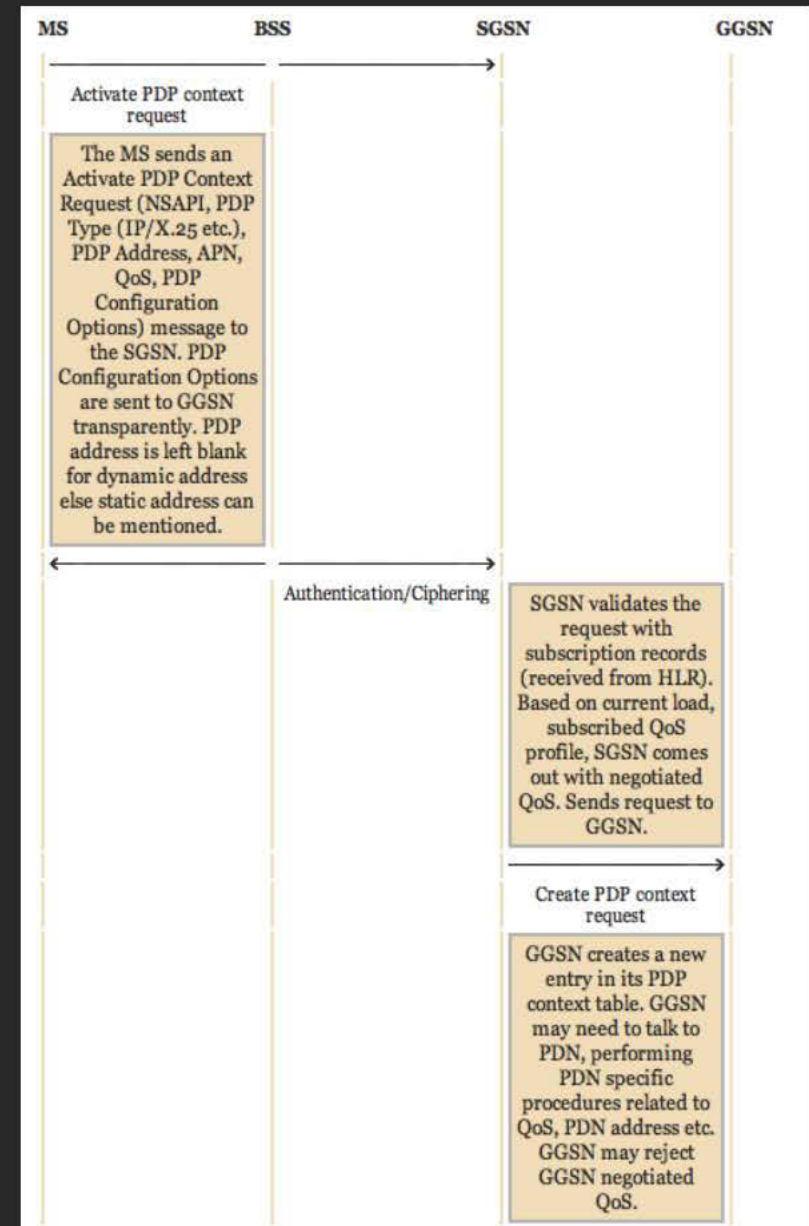 MS BSS SGSN GGSN
Activate PDP context
request
The MS sends an
Activate PDP Context
Request (NSAPI, PDP
Type (IP/X.25 etc.),
PDP Address, APN,
QoS, PDP
Configuration
Options) message to
the SGSN. PDP
Configuration Options
are sent to GGSN
transparently. PDP
address is left blank
for dynamic address
else static address can
be mentioned.
Authentication/Ciphering
SGSN validates the
request with
subscription records
(received from HLR).
Based on current load,
subscribed QoS
profile, SGSN comes
out with negotiated
QoS. Sends request to
GGSN.
Create PDP context
request
GGSN creates a new
entry in its PDP
context table. GGSN
may need to talk to
PDN, performing
PDN specific
procedures related to
QoS, PDN address etc.
GGSN may reject
GGSN negotiated
QoS.